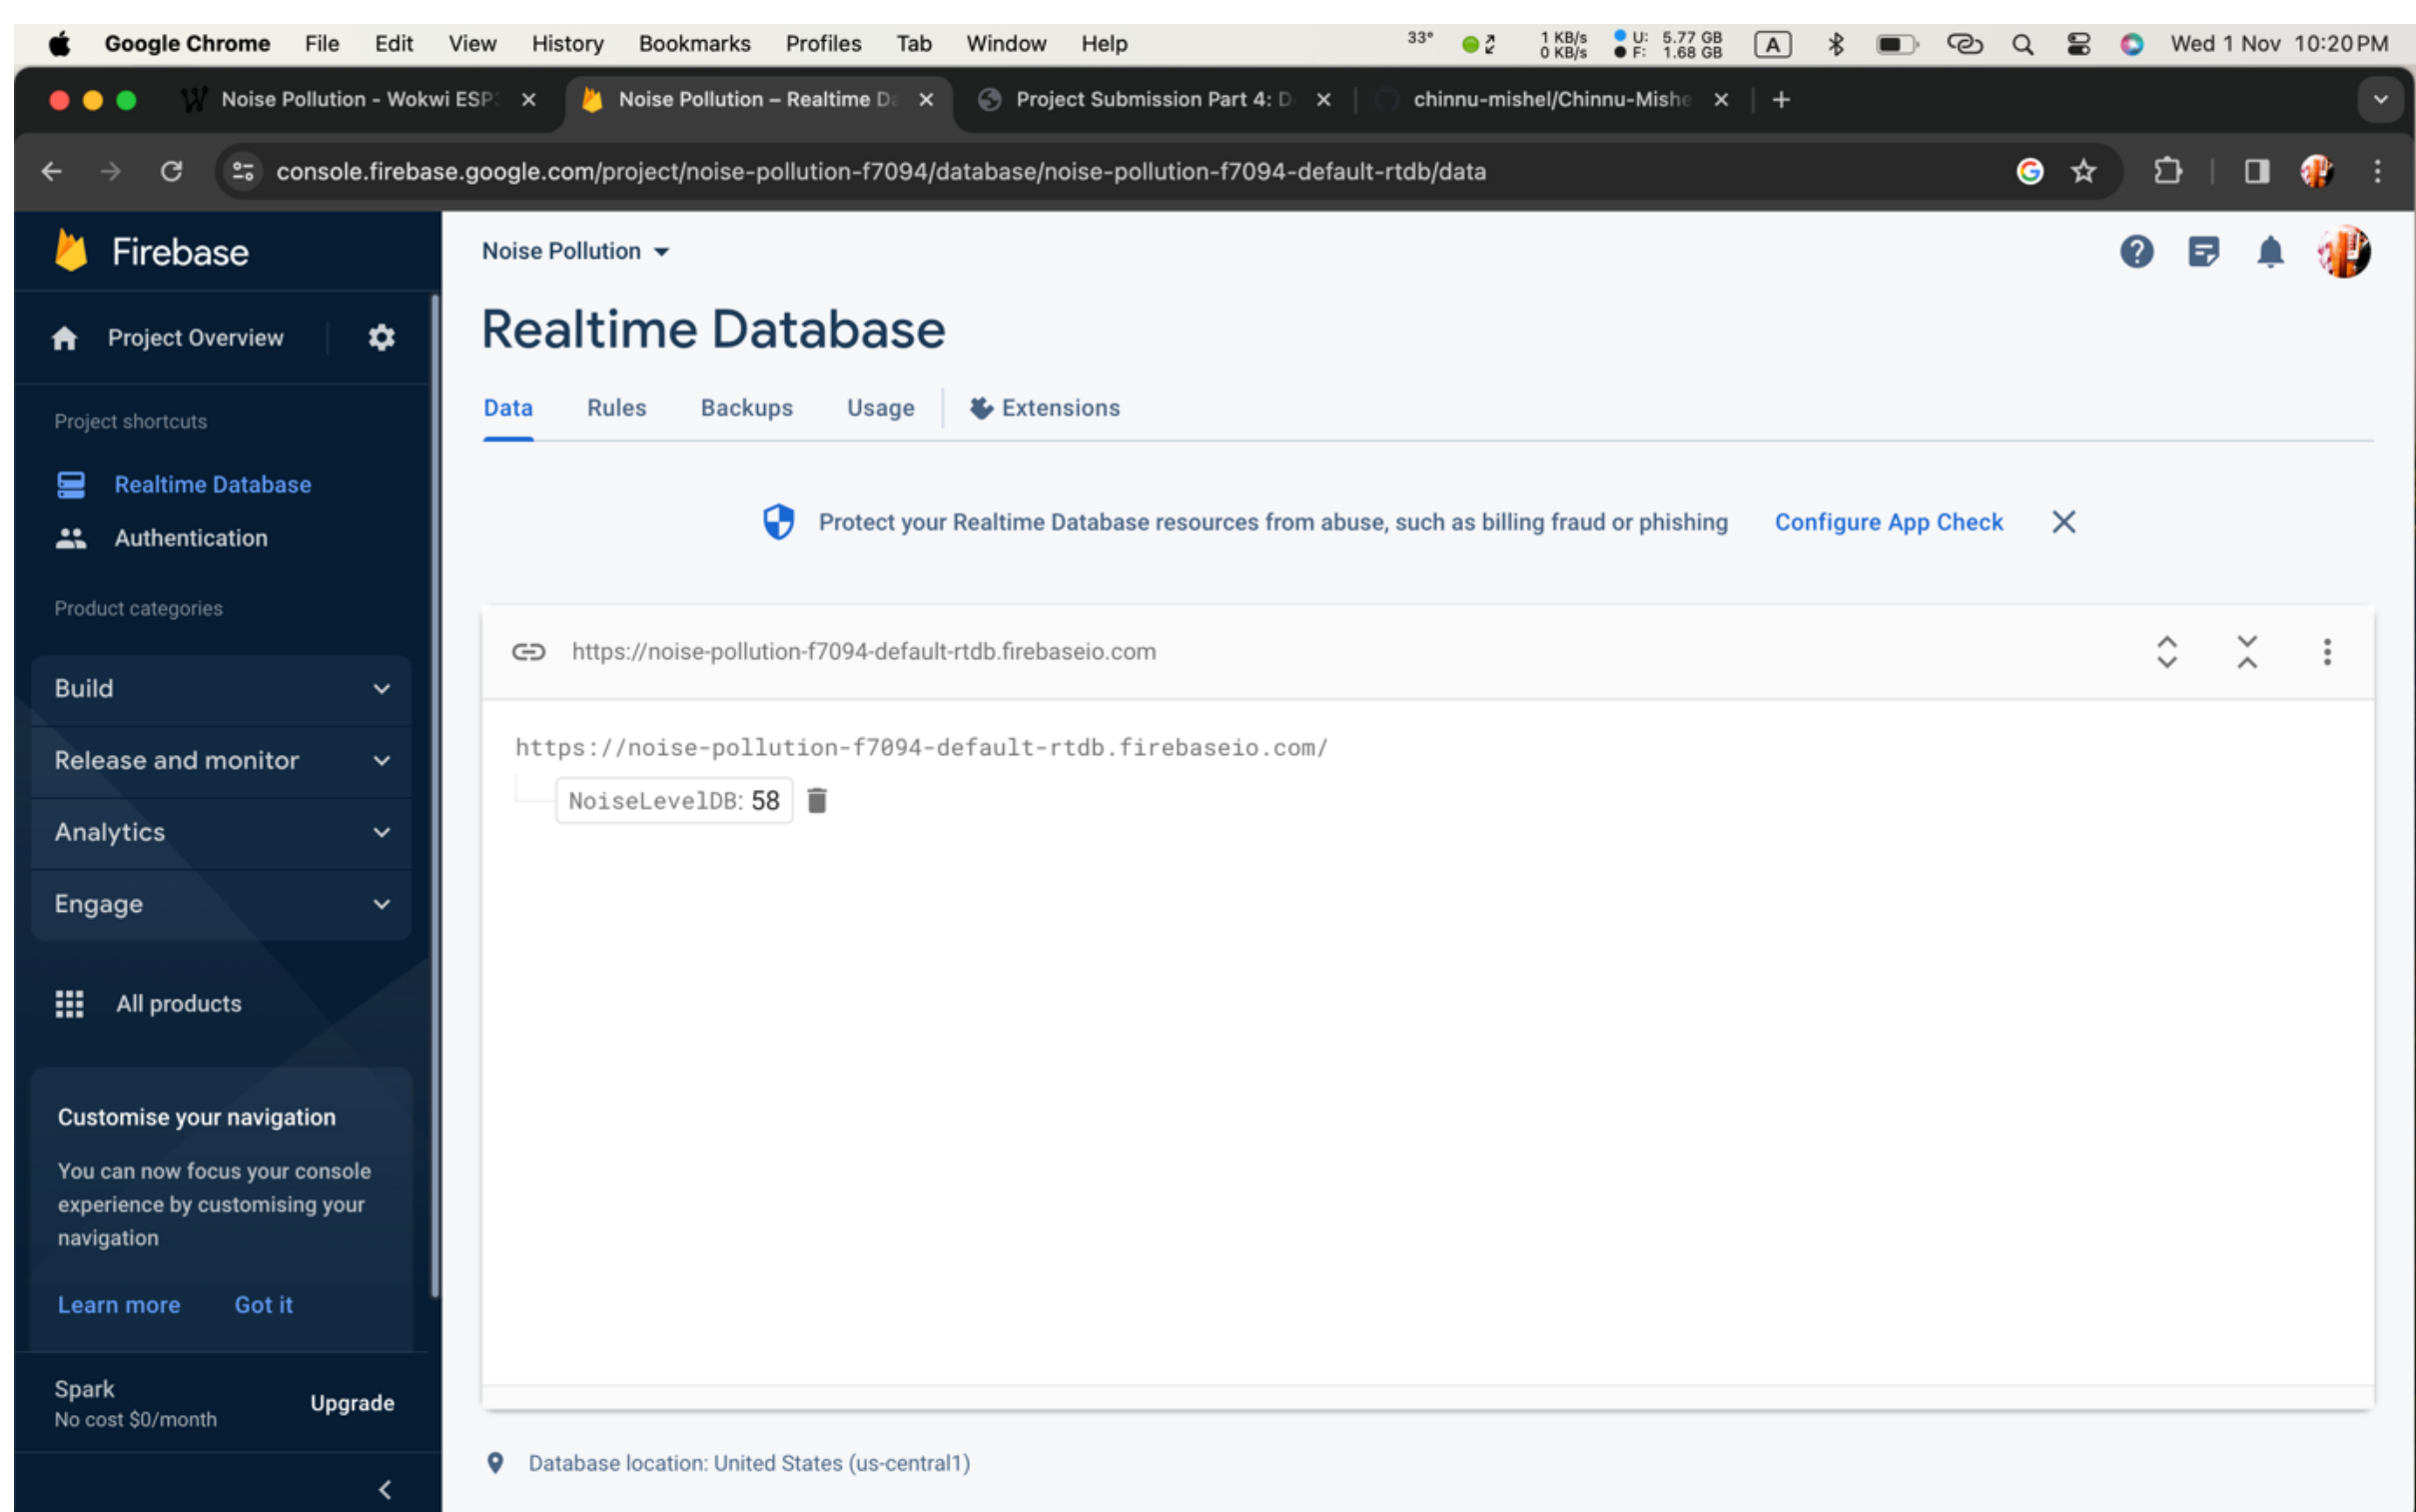 Google Chrome File Edit View History Bookmarks Profiles Tab Window Help 33° 1 KB/s 0 KB/s U: 5.77 GB F: 1.68 GB A Wed 1 Nov 10:20 PM
Noise Pollution - Wokwi ESP Noise Pollution – Realtime Da Project Submission Part 4: D chinnu-mishel/Chinnu-Mishe
console.firebase.google.com/project/noise-pollution-f7094/database/noise-pollution-f7094-default-rtdb/data
Firebase
Project Overview
Project shortcuts
Realtime Database
Authentication
Product categories
Build
Release and monitor
Analytics
Engage
All products
Customise your navigation
You can now focus your console
experience by customising your
navigation
Learn more Got it
Spark
No cost $0/month
Upgrade
Noise Pollution
Realtime Database
Data Rules Backups Usage Extensions
Protect your Realtime Database resources from abuse, such as billing fraud or phishing Configure App Check
https://noise-pollution-f7094-default-rtdb.firebaseio.com
https://noise-pollution-f7094-default-rtdb.firebaseio.com/
NoiseLevelDB: 58
Database location: United States (us-central1)